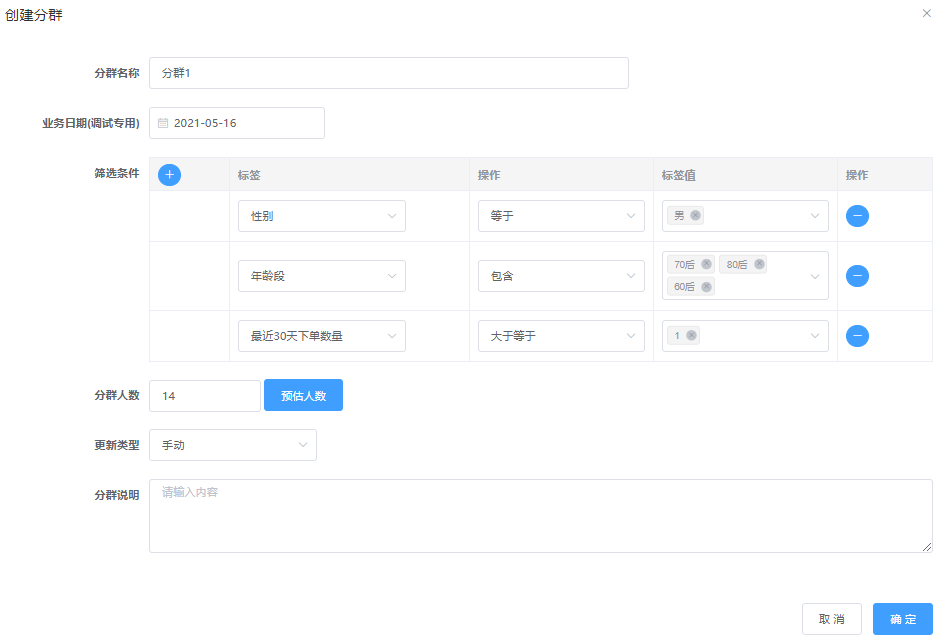 创建分群
分群名称 分群1
业务日期(调试专用) 2021-05-16
筛选条件 标签 操作 标签值 操作
性别 等于 男
年龄段 包含 70后 80后
60后
最近30天下单数量 大于等于 1
分群人数 14 预估人数
更新类型 手动
分群说明 请输入内容
取消 确定